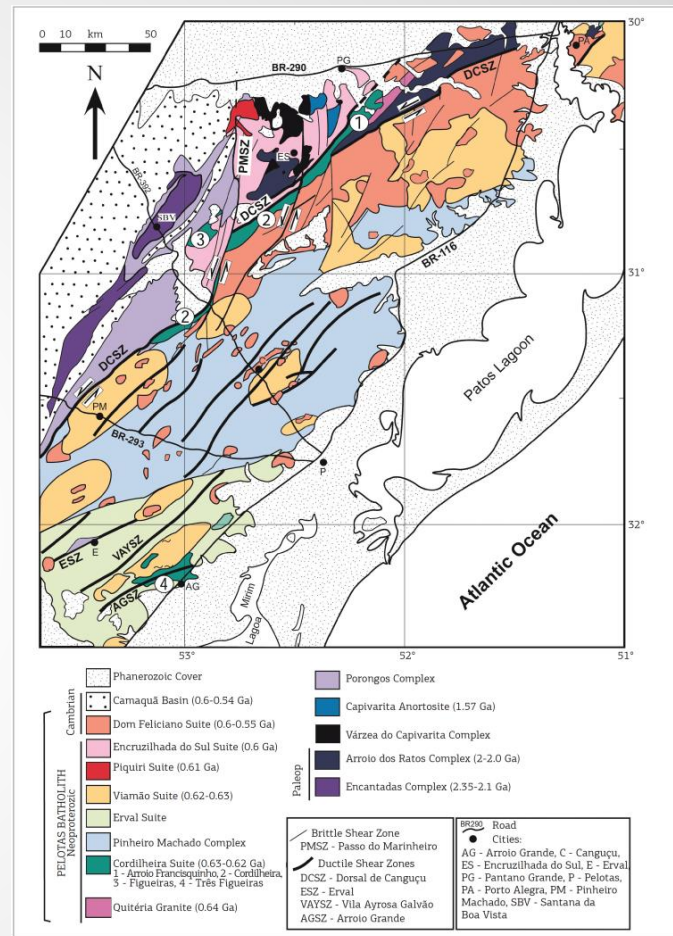 30°
0 10 km 50
PA
PG
BR-290
DCSZ
N
1
PMSZ
ES
BR-392
DCSZ
SBV
2
3
BR-116
31°
2
DCSZ
Patos Lagoon
PM
BR-293
P
32°
ESZ
E
VAYSZ
Atlantic Ocean
4
AG
AGSZ
Mirim
Lagoa
53°
52°
51°
Phanerozoic Cover
Camaquã Basin (0.6-0.54 Ga)
Dom Feliciano Suite (0.6-0.55 Ga)
Encruzilhada do Sul Suite (0.6 Ga)
Piquiri Suite (0.61 Ga)
Viamão Suite (0.62-0.63)
Erval Suite
Pinheiro Machado Complex
Cordilheira Suite (0.63-0.62 Ga)
1 - Arroio Francisquinho, 2 - Cordilheira,
3 - Figueiras, 4 - Três Figueiras
Quitéria Granite (0.64 Ga)
Cambrian
PELOTAS BATHOLITH
Neoproterozic
Porongos Complex
Capivarita Anortosite (1.57 Ga)
Várzea do Capivarita Complex
Arroio dos Ratos Complex (2-2.0 Ga)
Encantadas Complex (2.35-2.1 Ga)
Paleop
Brittle Shear Zone
PMSZ - Passo do Marinheiro
Ductile Shear Zones
DCSZ - Dorsal de Canguçu
ESZ - Erval
VAYSZ - Vila Ayrosa Galvão
AGSZ - Arroio Grande
BR290 Road
Cities:
AG - Arroio Grande, C - Canguçu,
ES - Encruzilhada do Sul, E - Erval,
PG - Pantano Grande, P - Pelotas,
PA - Porto Alegra, PM - Pinheiro
Machado, SBV - Santana da
Boa Vista